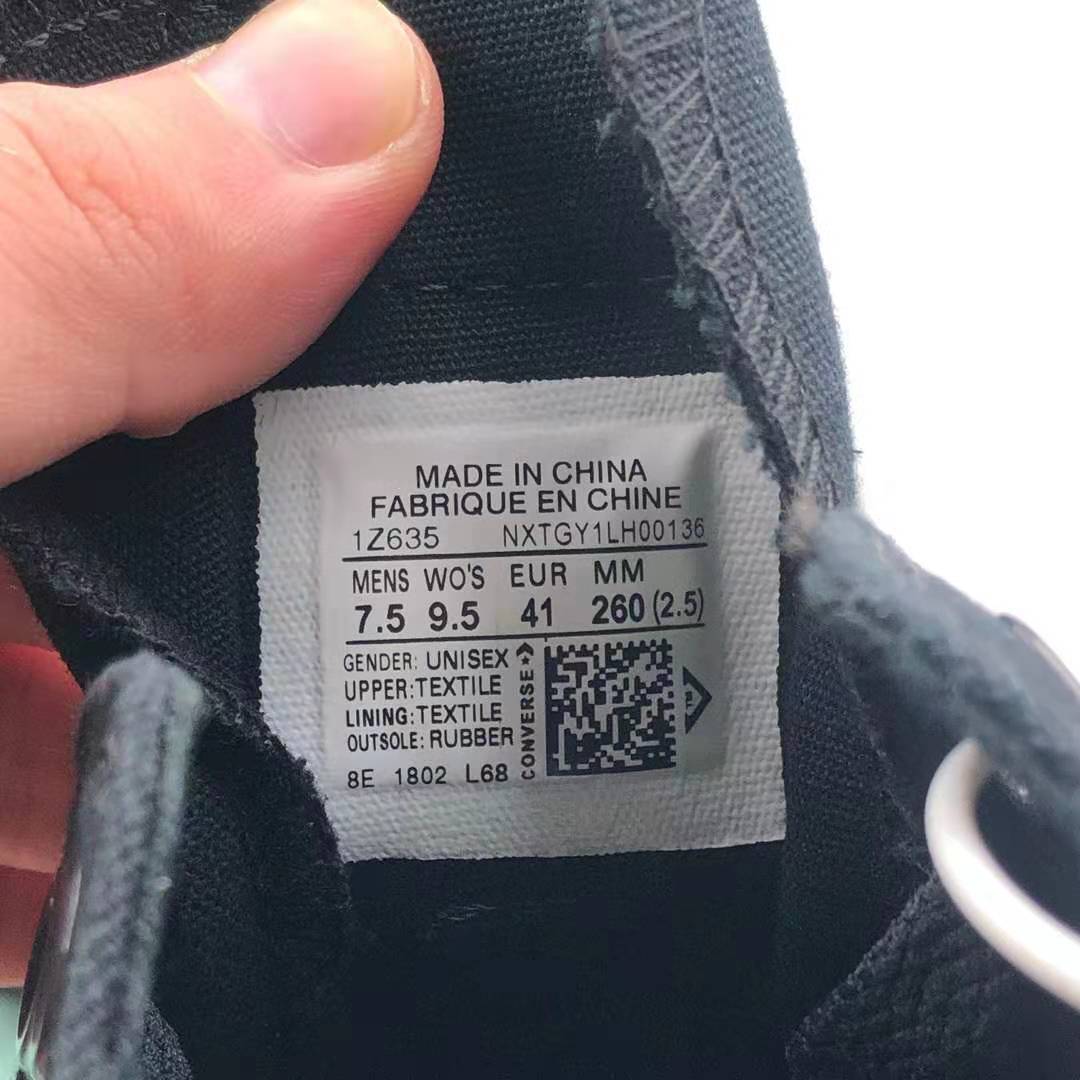 MADE IN CHINA
FABRIQUE EN CHINE
1Z635 NXTGY1LH00136
MENS WO'S EUR MM
7.5 9.5 41 260 (2.5)
GENDER: UNISEX
UPPER:TEXTILE
LINING:TEXTILE
OUTSOLE: RUBBER
8E 1802 L68
CONVERSE